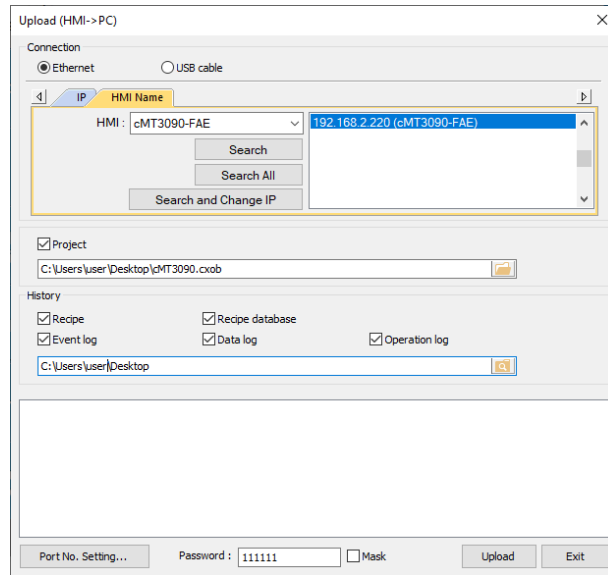 Upload (HMI->PC)
Connection
Ethernet USB cable
IP HMI Name
HMI : cMT3090-FAE 192.168.2.220 (cMT3090-FAE)
Search
Search All
Search and Change IP
Project
C:\Users\user\Desktop\cMT3090.cxob
History
Recipe Recipe database
Event log Data log Operation log
C:\Users\user\Desktop
Port No. Setting... Password : 111111 Mask Upload Exit